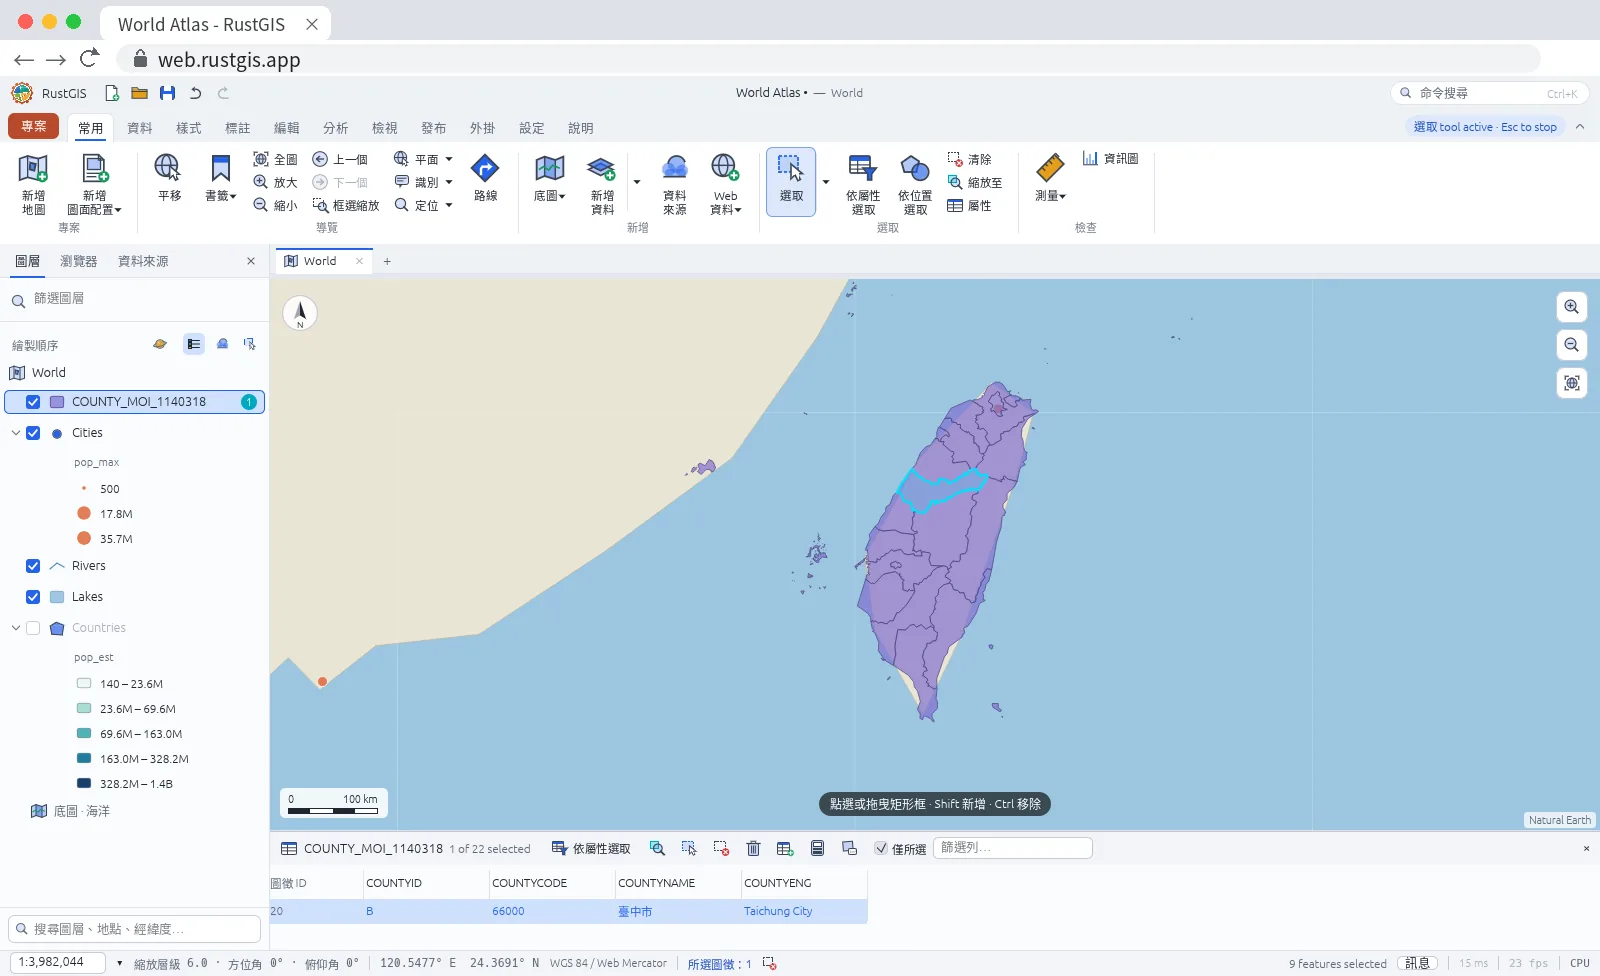 World Atlas - RustGIS
web.rustgis.app
RustGIS
World Atlas • — World
命令搜尋 Ctrl+K
專案 常用 資料 樣式 標註 編輯 分析 檢視 發布 外掛 設定 說明
選取 tool active · Esc to stop
新增地圖
新增圖面配置
專案
平移
書籤
全圖
放大
縮小
上一個
下一個
框選縮放
平面
識別
定位
路線
導覽
底圖
新增資料
資料來源
Web 資料
新增
選取
依屬性選取
依位置選取
清除
縮放至
屬性
選取
測量
資訊圖
檢查
圖層 瀏覽器 資料來源
World
篩選圖層
繪製順序
World
COUNTY_MOI_1140318 1
Cities
pop_max
500
17.8M
35.7M
Rivers
Lakes
Countries
pop_est
140 – 23.6M
23.6M – 69.6M
69.6M – 163.0M
163.0M – 328.2M
328.2M – 1.4B
底圖 · 海洋
N
0 100 km
點選或拖曳矩形框 · Shift 新增 · Ctrl 移除
Natural Earth
COUNTY_MOI_1140318 1 of 22 selected 依屬性選取 僅所選 篩選列…
圖徵 ID COUNTYID COUNTYCODE COUNTYNAME COUNTYENG
20 B 66000 臺中市 Taichung City
搜尋圖層、地點、經緯度…
1:3,982,044 縮放層級 6.0 · 方位角 0° · 俯仰角 0° 120.5477° E 24.3691° N WGS 84 / Web Mercator 所選圖徵：1 9 features selected 訊息 15 ms 23 fps CPU